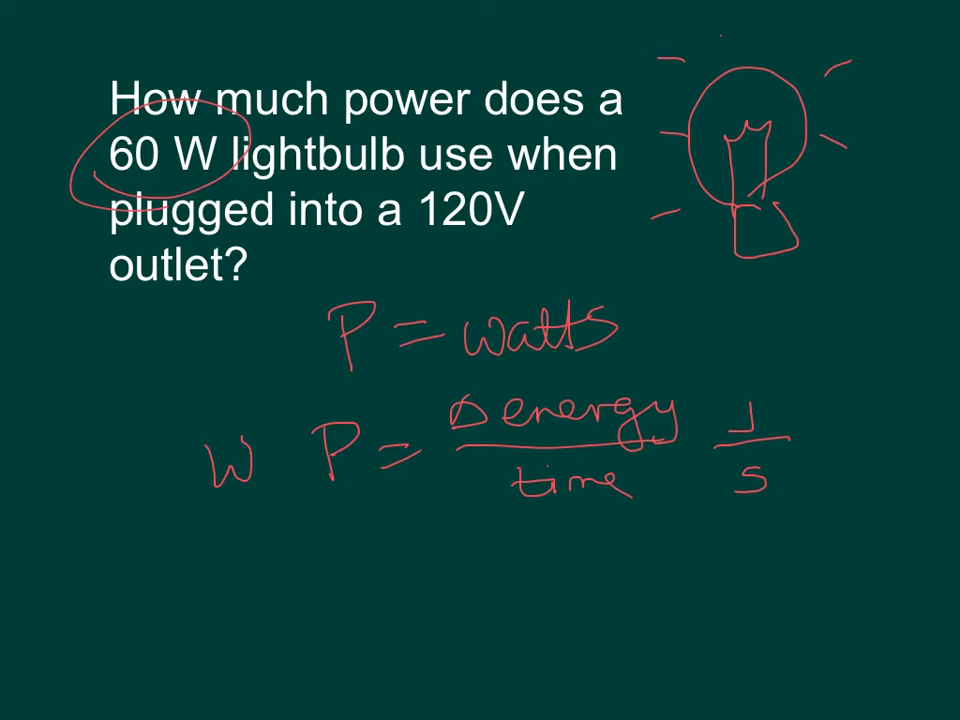 How much power does a
60 W lightbulb use when
plugged into a 120V
outlet?
P = watts
W P = Δ energy / time J / s